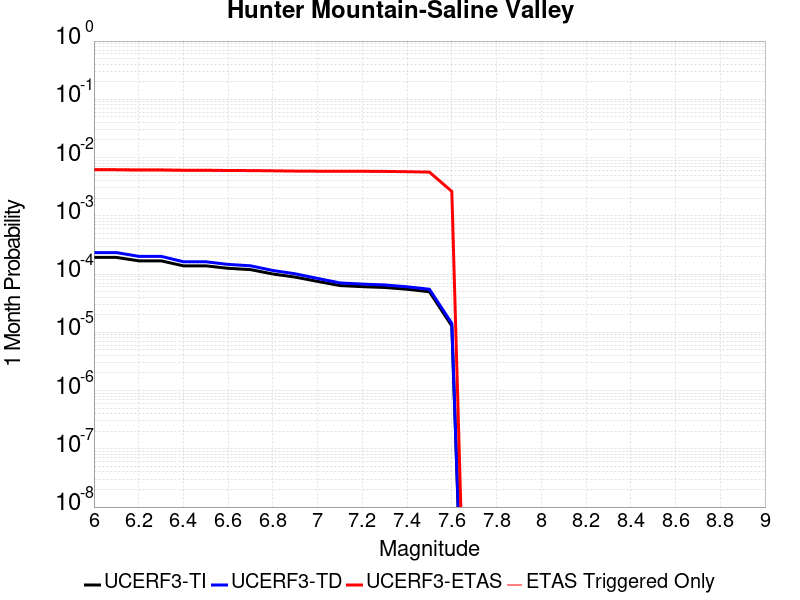 Hunter Mountain-Saline Valley
10^0
10^-1
10^-2
10^-3
10^-4
10^-5
10^-6
10^-7
10^-8
1 Month Probability
6 6.2 6.4 6.6 6.8 7 7.2 7.4 7.6 7.8 8 8.2 8.4 8.6 8.8 9
Magnitude
UCERF3-TI UCERF3-TD UCERF3-ETAS ETAS Triggered Only